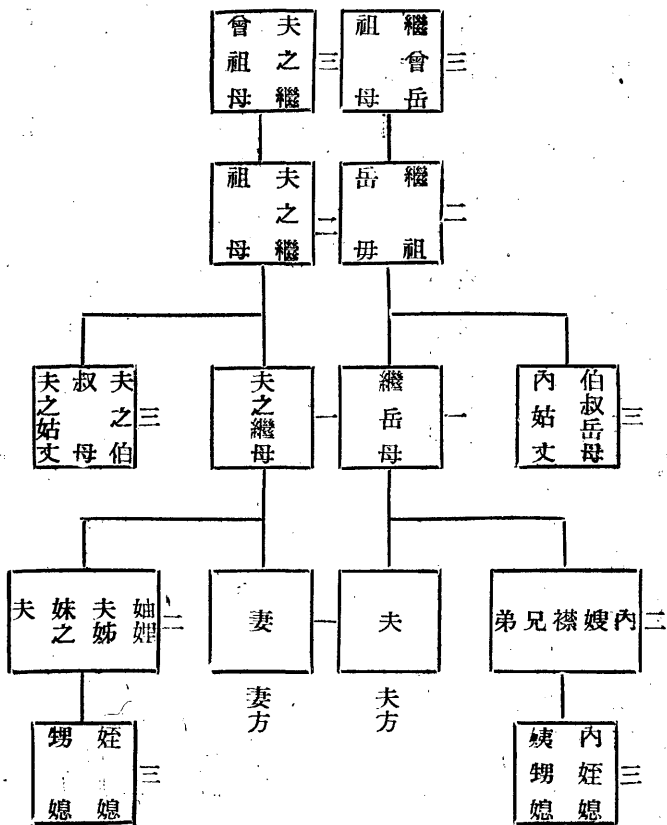 三
繼曾岳
祖母
三
夫之繼
曾祖母
二
繼祖
岳母
二
夫之繼
祖母
三
伯叔岳母
內姑丈
一
繼岳母
一
夫之繼母
三
夫之伯
叔母
夫之姑丈
二
內嫂襟兄弟
夫
一
妻
二
妯娌
夫姊
妹之
夫
夫方
妻方
三
內姪媳
姨甥媳
三
姪媳
甥媳